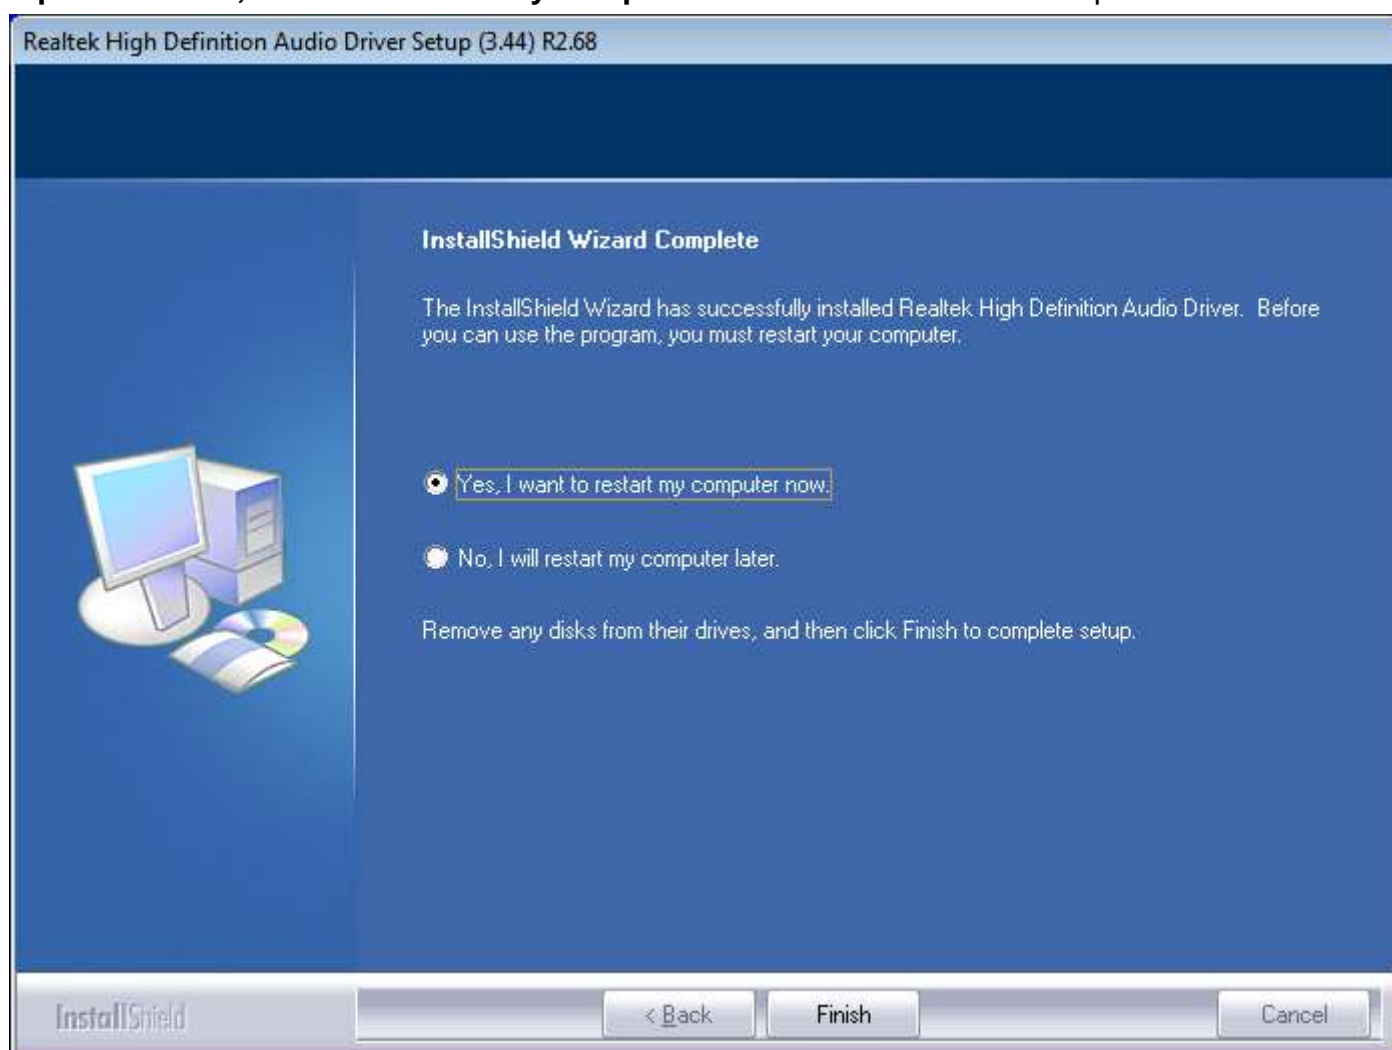 Realtek High Definition Audio Driver Setup (3.44) R2.68
InstallShield Wizard Complete
The InstallShield Wizard has successfully installed Realtek High Definition Audio Driver.  Before
you can use the program, you must restart your computer.
Yes, I want to restart my computer now.
No, I will restart my computer later.
Remove any disks from their drives, and then click Finish to complete setup.
InstallShield
< Back
Finish
Cancel